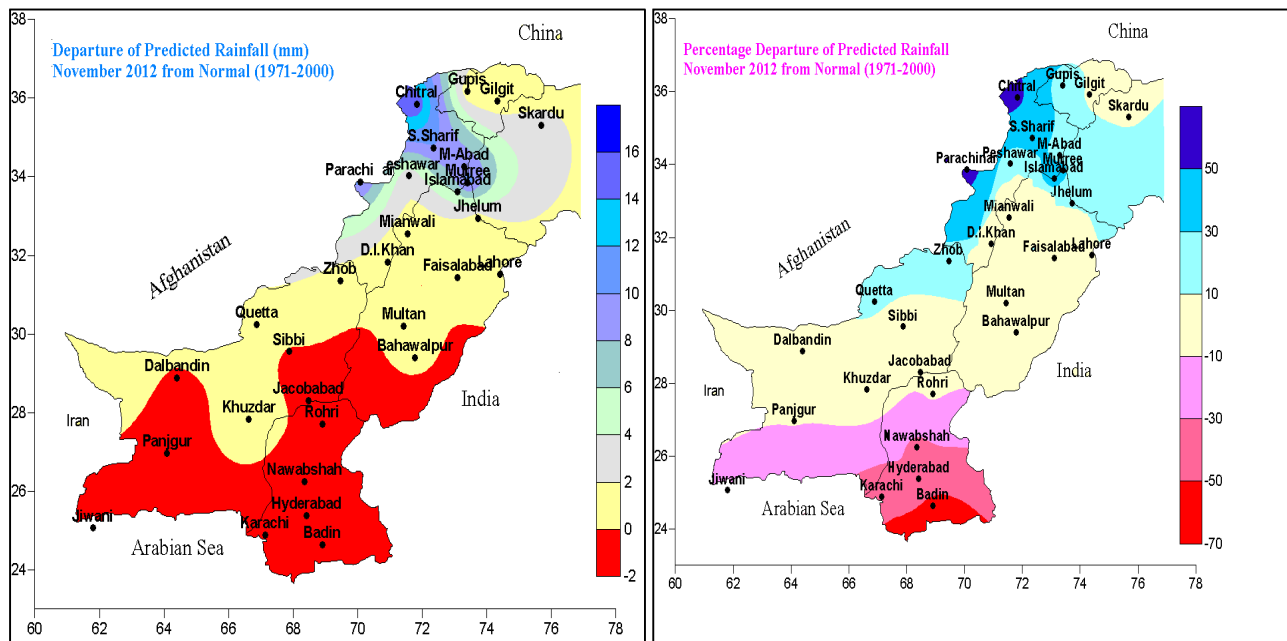 Departure of Predicted Rainfall (mm)
November 2012 from Normal (1971-2000)
China
Gupis
Gilgit
Chitral
Skardu
S.Sharif
M-Abad
Parachi ar
eshawar
Murree
Islamabad
Jhelum
Mianwali
Afghanistan
D.I.Khan
Zhob
Faisalabad
Lahore
Quetta
Multan
Sibbi
Bahawalpur
Dalbandin
Jacobabad
India
Iran
Khuzdar
Rohri
Panjgur
Nawabshah
Hyderabad
Jiwani
Karachi
Badin
Arabian Sea
38
36
34
32
30
28
26
24
60 62 64 66 68 70 72 74 76 78
16
14
12
10
8
6
4
2
0
-2
Percentage Departure of Predicted Rainfall
November 2012 from Normal (1971-2000)
China
Gupis
Gilgit
Chitral
Skardu
S.Sharif
M-Abad
Peshawar
Murree
Parachinar
Islamabad
Jhelum
Mianwali
Afghanistan
D.i.Khan
Zhob
Faisalabad
Lahore
Quetta
Multan
Sibbi
Bahawalpur
Dalbandin
Jacobabad
India
Iran
Khuzdar
Rohri
Panjgur
Nawabshah
Hyderabad
Jiwani
Karachi
Badin
Arabian Sea
38
36
34
32
30
28
26
24
60 62 64 66 68 70 72 74 76 78
50
30
10
-10
-30
-50
-70